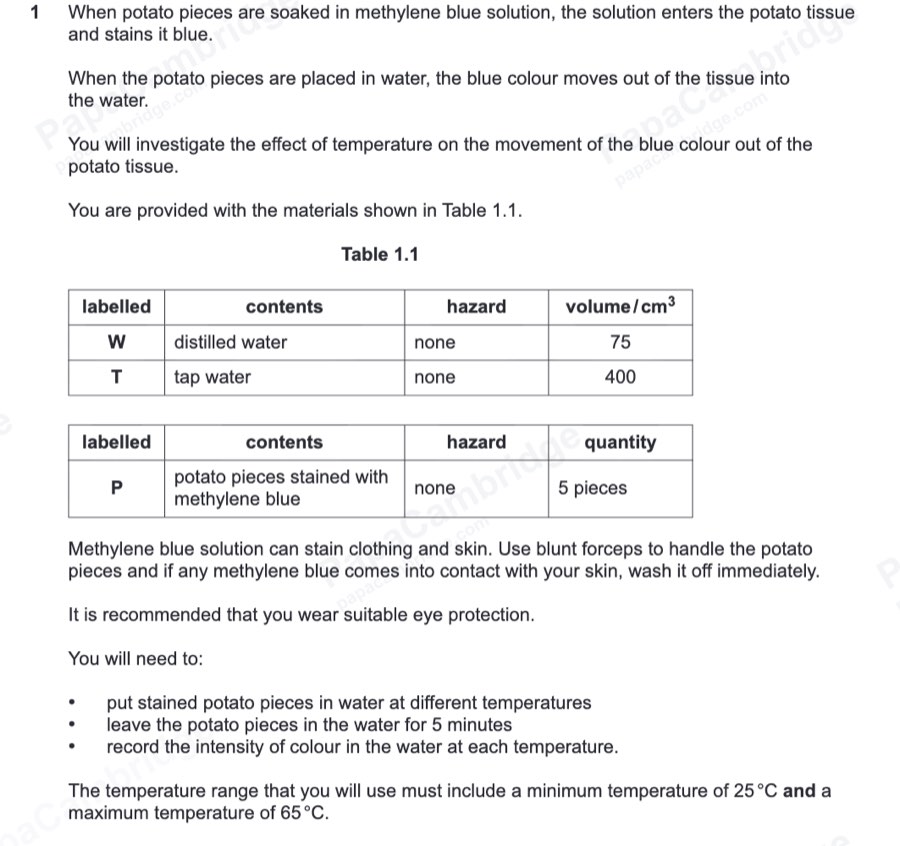 1 When potato pieces are soaked in methylene blue solution, the solution enters the potato tissue
and stains it blue.
When the potato pieces are placed in water, the blue colour moves out of the tissue into
the water.
You will investigate the effect of temperature on the movement of the blue colour out of the
potato tissue.
You are provided with the materials shown in Table 1.1.
Table 1.1
labelled contents hazard volume/cm³
W distilled water none 75
T tap water none 400
labelled contents hazard quantity
P potato pieces stained with methylene blue none 5 pieces
Methylene blue solution can stain clothing and skin. Use blunt forceps to handle the potato
pieces and if any methylene blue comes into contact with your skin, wash it off immediately.
It is recommended that you wear suitable eye protection.
You will need to:
• put stained potato pieces in water at different temperatures
• leave the potato pieces in the water for 5 minutes
• record the intensity of colour in the water at each temperature.
The temperature range that you will use must include a minimum temperature of 25°C and a
maximum temperature of 65°C.
PapaCambridge
papacambridge.com
PapaCambridge
papacambridge.com
PapaCambridge
papacambridge.com